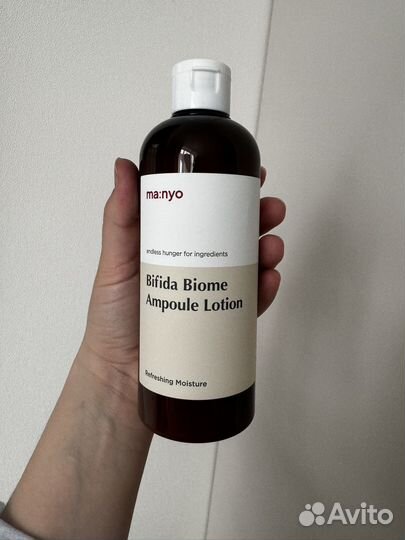 ma:nyo
endless hunger for ingredients
Bifida Biome
Ampoule Lotion
Refreshing Moisture
Avito